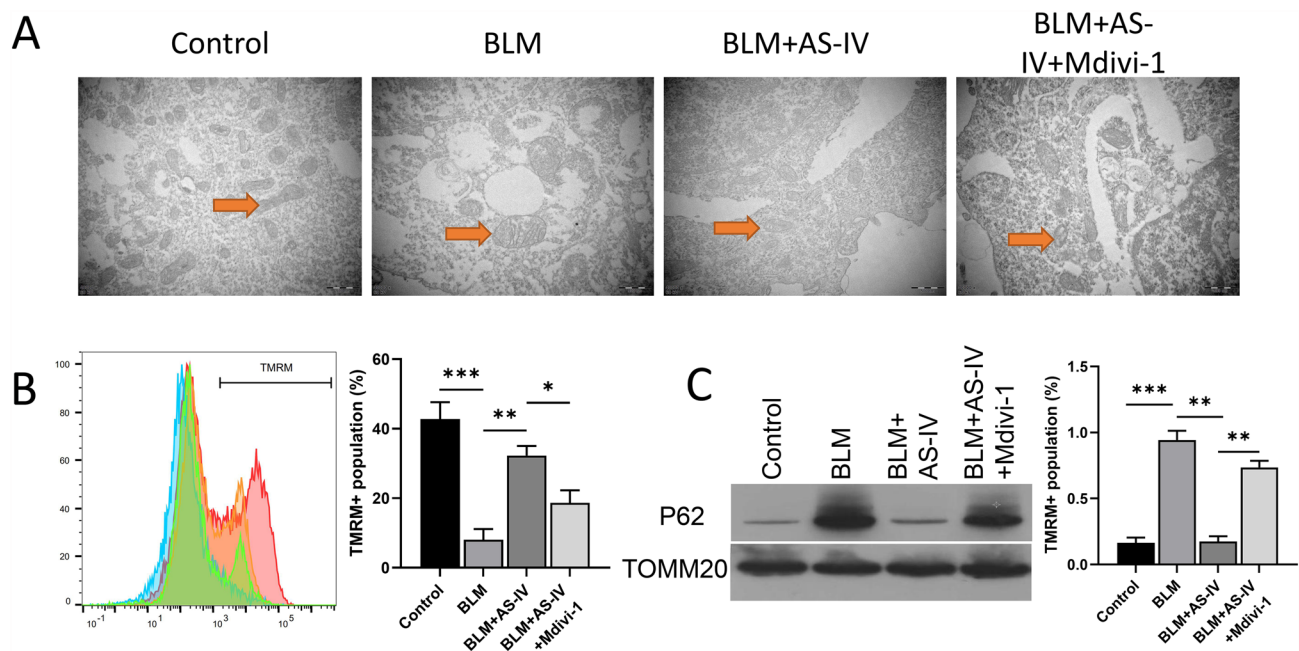 A
Control
BLM
BLM+AS-IV
BLM+AS-
IV+Mdivi-1
B
100
80
60
40
20
0
TMRM
10^-1
10^1
10^3
10^5
TMRM+ population (%)
60
40
20
0
***
**
*
Control
BLM
BLM+AS-IV
BLM+AS-IV
+Mdivi-1
C
Control
BLM
BLM+
AS-IV
BLM+AS-IV
+Mdivi-1
P62
TOMM20
TMRM+ population (%)
1.5
1.0
0.5
0.0
***
**
**
Control
BLM
BLM+AS-IV
BLM+AS-IV
+Mdivi-1